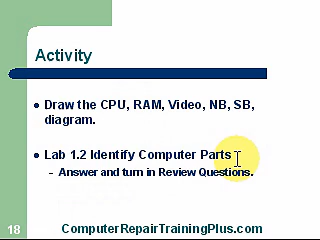 Activity
• Draw the CPU, RAM, Video, NB, SB,
diagram.
• Lab 1.2 Identify Computer Parts
– Answer and turn in Review Questions.
18
ComputerRepairTrainingPlus.com